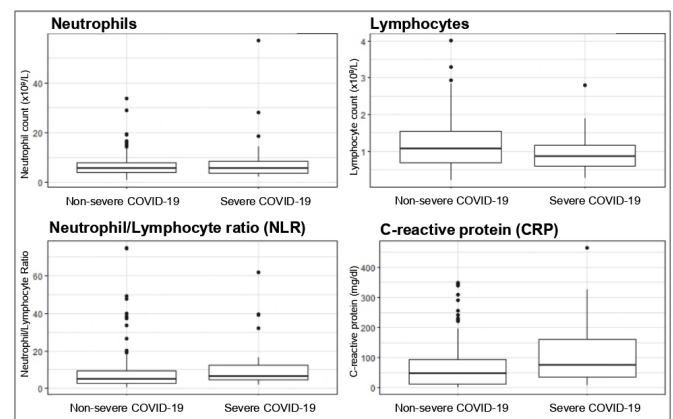 Neutrophils
Neutrophil count (x10⁹/L)
40
20
0
Non-severe COVID-19
Severe COVID-19
Lymphocytes
Lymphocyte count (x10⁹/L)
4
3
2
1
Non-severe COVID-19
Severe COVID-19
Neutrophil/Lymphocyte ratio (NLR)
Neutrophil/Lymphocyte Ratio
60
40
20
0
Non-severe COVID-19
Severe COVID-19
C-reactive protein (CRP)
C-reactive protein (mg/dl)
400
300
200
100
0
Non-severe COVID-19
Severe COVID-19